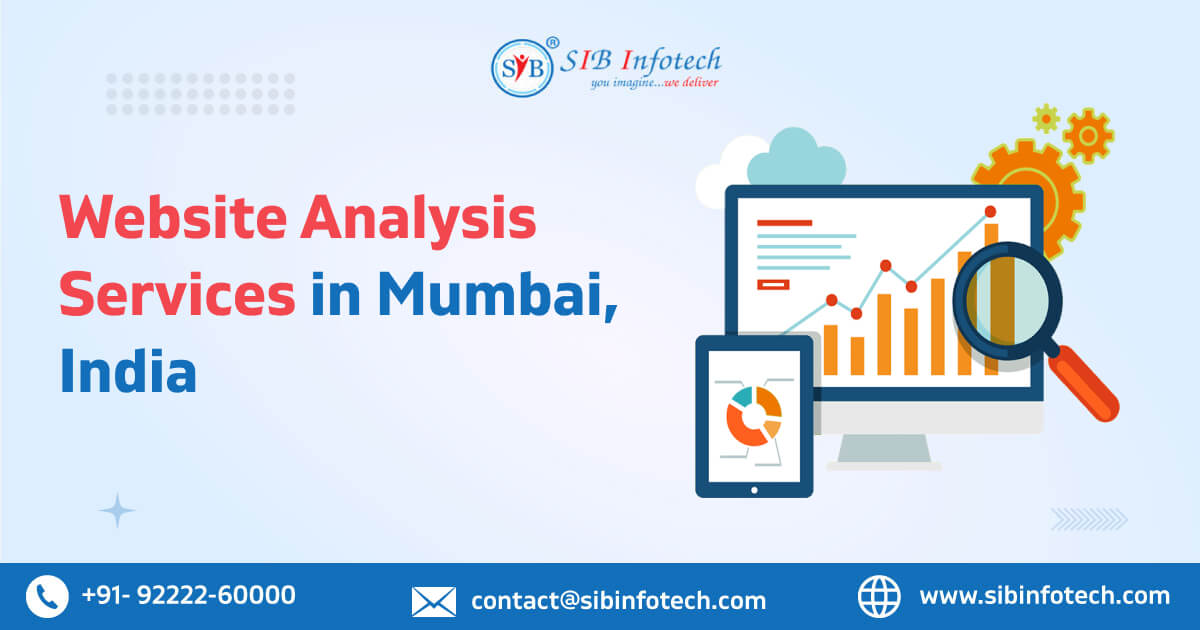 SIB
®
SIB Infotech
you imagine...we deliver
Website Analysis
Services in Mumbai,
India
+91- 92222-60000
contact@sibinfotech.com
www.sibinfotech.com